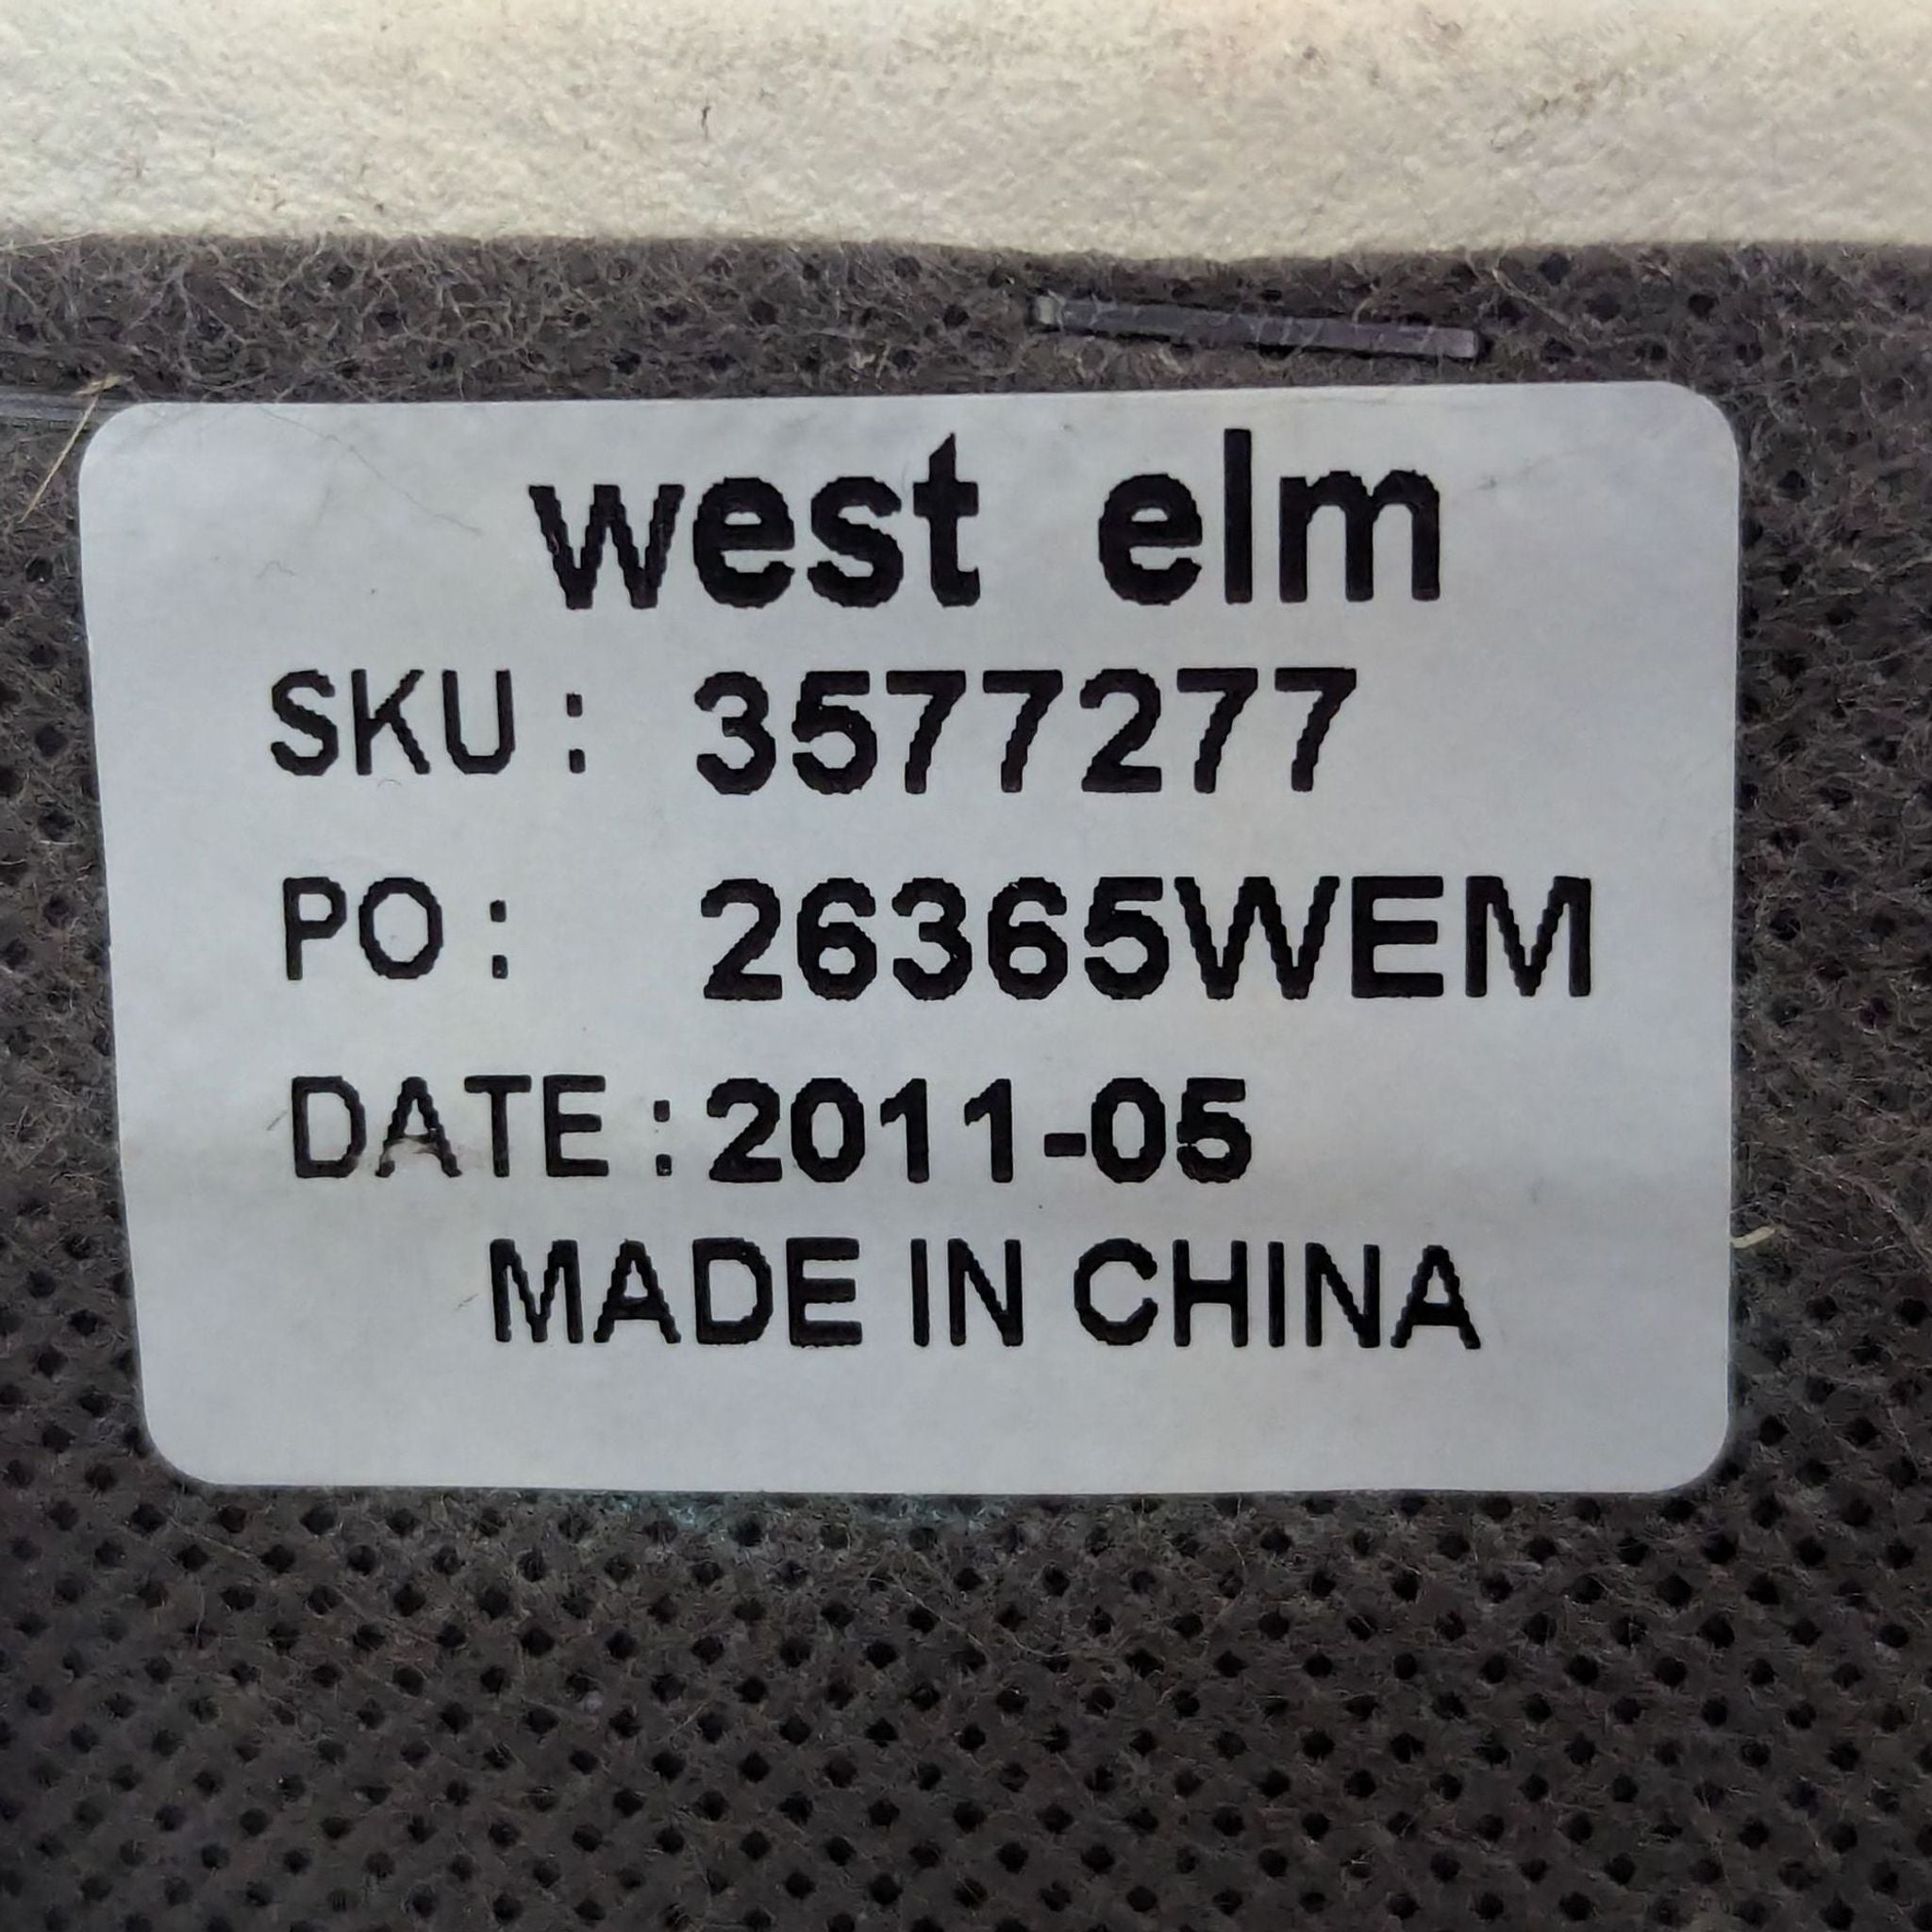 west elm
SKU : 3577277
PO : 26365WEM
DATE : 2011-05
MADE IN CHINA